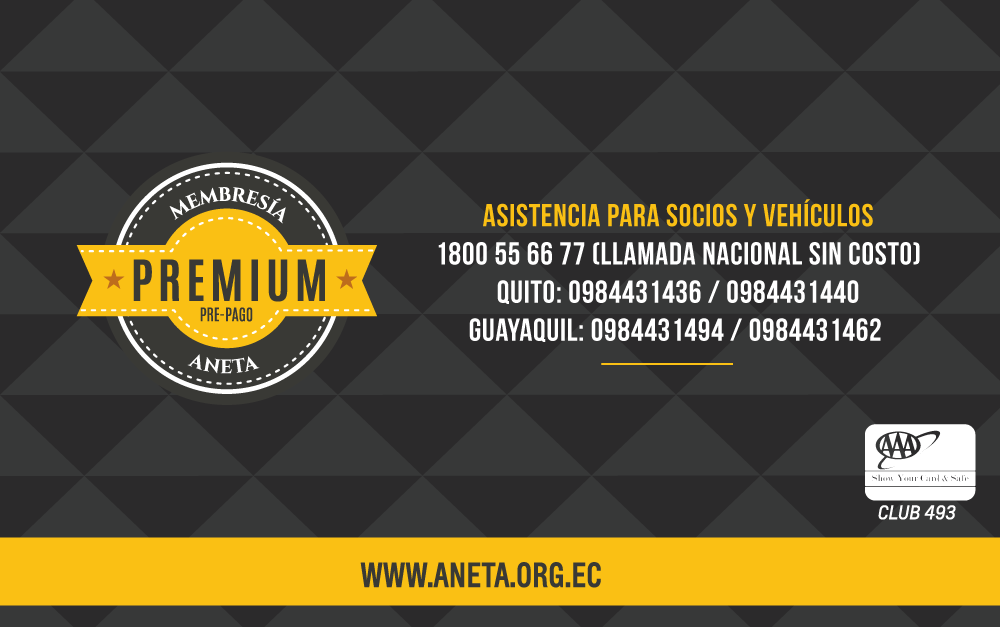 MEMBRESÍA
PREMIUM
PRE-PAGO
ANETA
ASISTENCIA PARA SOCIOS Y VEHÍCULOS
1800 55 66 77 (LLAMADA NACIONAL SIN COSTO)
QUITO: 0984431436 / 0984431440
GUAYAQUIL: 0984431494 / 0984431462
AAA
Show Your Card & Safe
CLUB 493
WWW.ANETA.ORG.EC